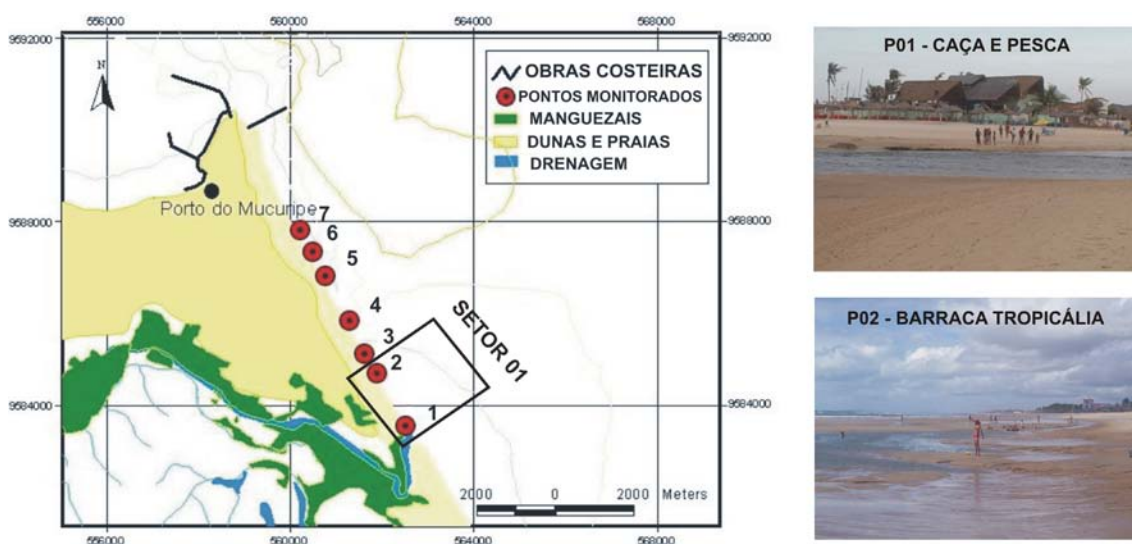 556000 560000 564000 568000
9592000 9592000
N
OBRAS COSTEIRAS
PONTOS MONITORADOS
MANGUEZAIS
DUNAS E PRAIAS
DRENAGEM
Porto do Mucuripe
9588000 9588000
7
6
5
4
3
2
1
SETOR 01
9584000 9584000
2000 0 2000 Meters
556000 560000 564000 568000
P01 - CAÇA E PESCA
P02 - BARRACA TROPICÁLIA